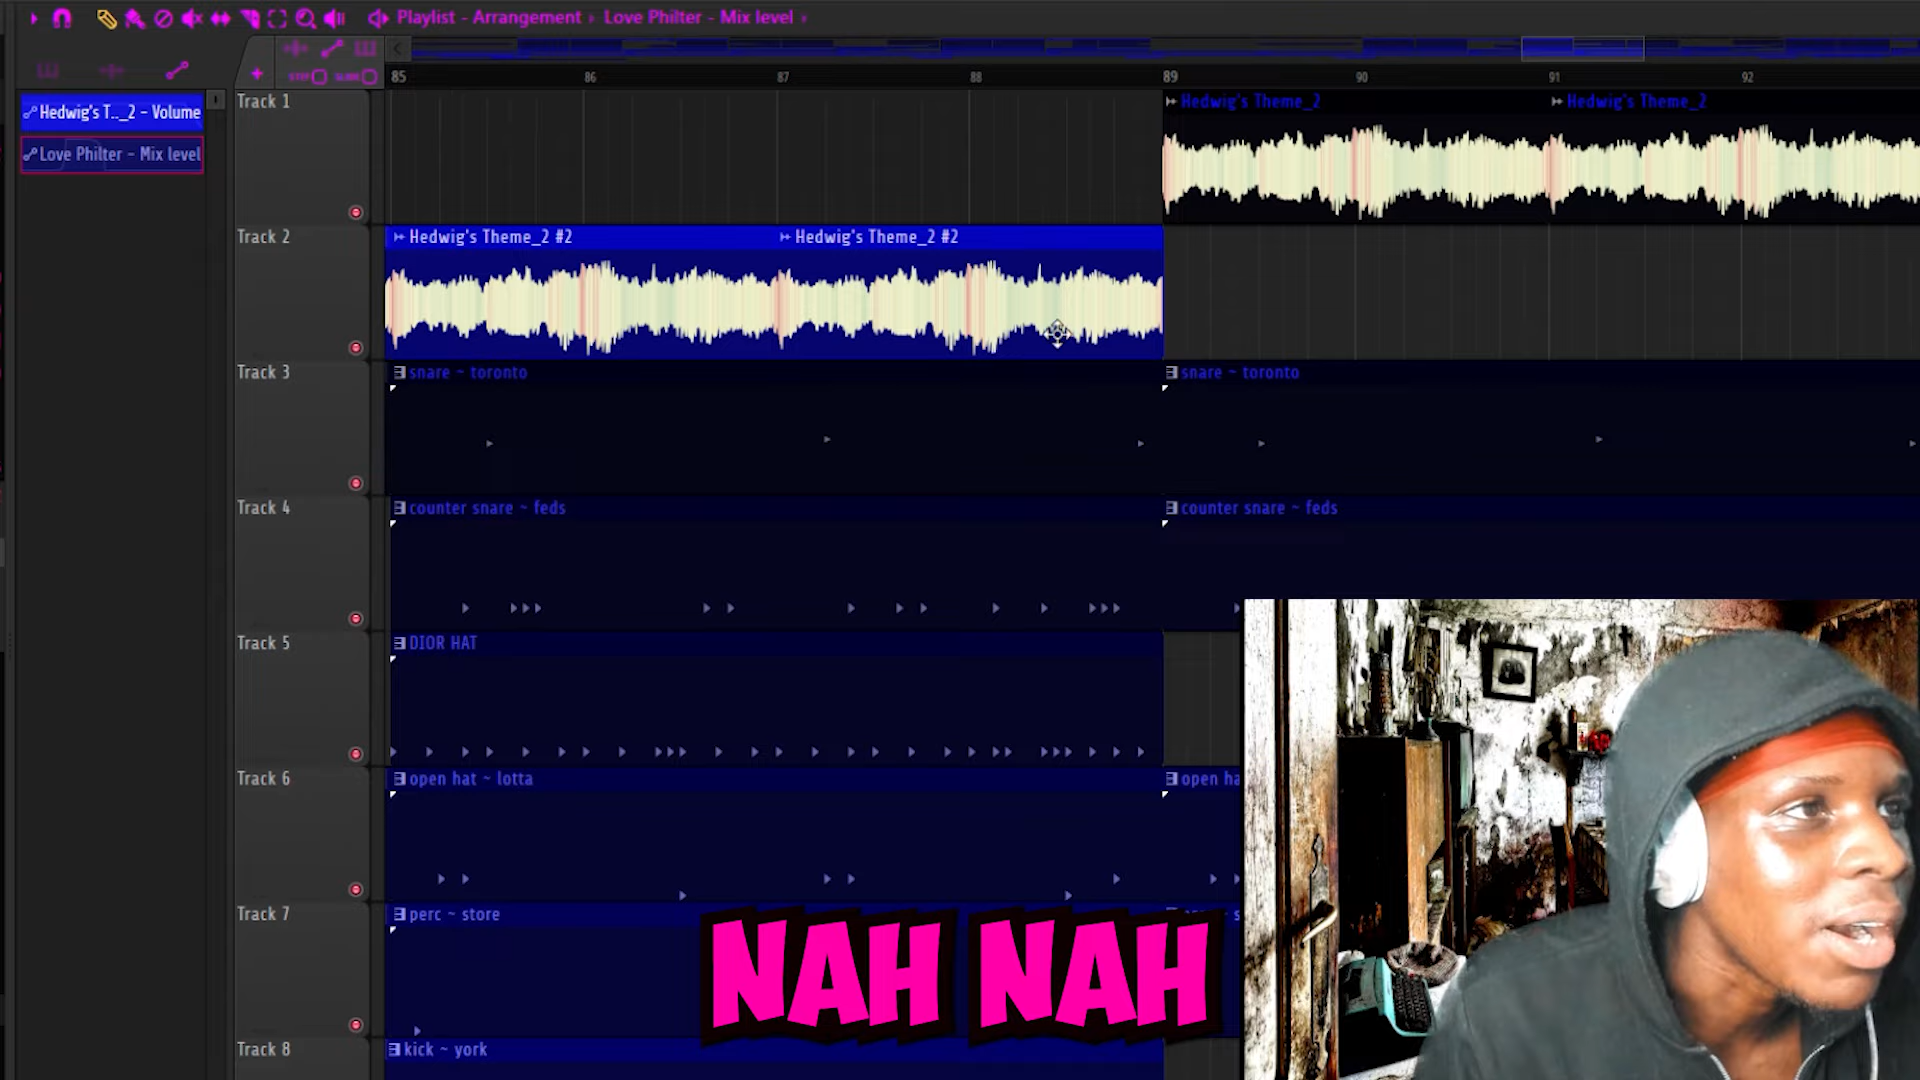 Playlist - Arrangement › Love Philter - Mix level
STEP SLIDE
85 86 87 88 89 90 91 92
Hedwig's T.._2 - Volume
Love Philter - Mix level
Track 1
Hedwig's Theme_2 Hedwig's Theme_2
Track 2
Hedwig's Theme_2 #2 Hedwig's Theme_2 #2
Track 3
snare ~ toronto snare ~ toronto
Track 4
counter snare ~ feds counter snare ~ feds
Track 5
DIOR HAT
Track 6
open hat ~ lotta open ha
Track 7
perc ~ store
NAH NAH
Track 8
kick ~ york